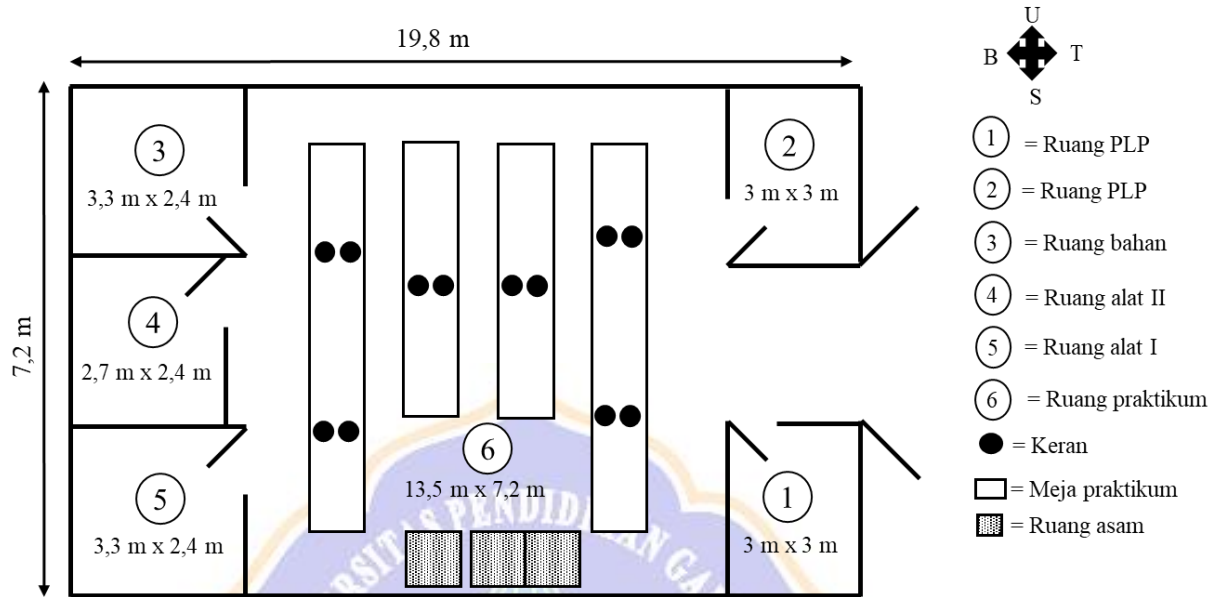 19,8 m
U
B
T
S
7,2 m
3
3,3 m x 2,4 m
2
3 m x 3 m
4
2,7 m x 2,4 m
5
3,3 m x 2,4 m
6
13,5 m x 7,2 m
1
3 m x 3 m
1 = Ruang PLP
2 = Ruang PLP
3 = Ruang bahan
4 = Ruang alat II
5 = Ruang alat I
6 = Ruang praktikum
= Keran
= Meja praktikum
= Ruang asam